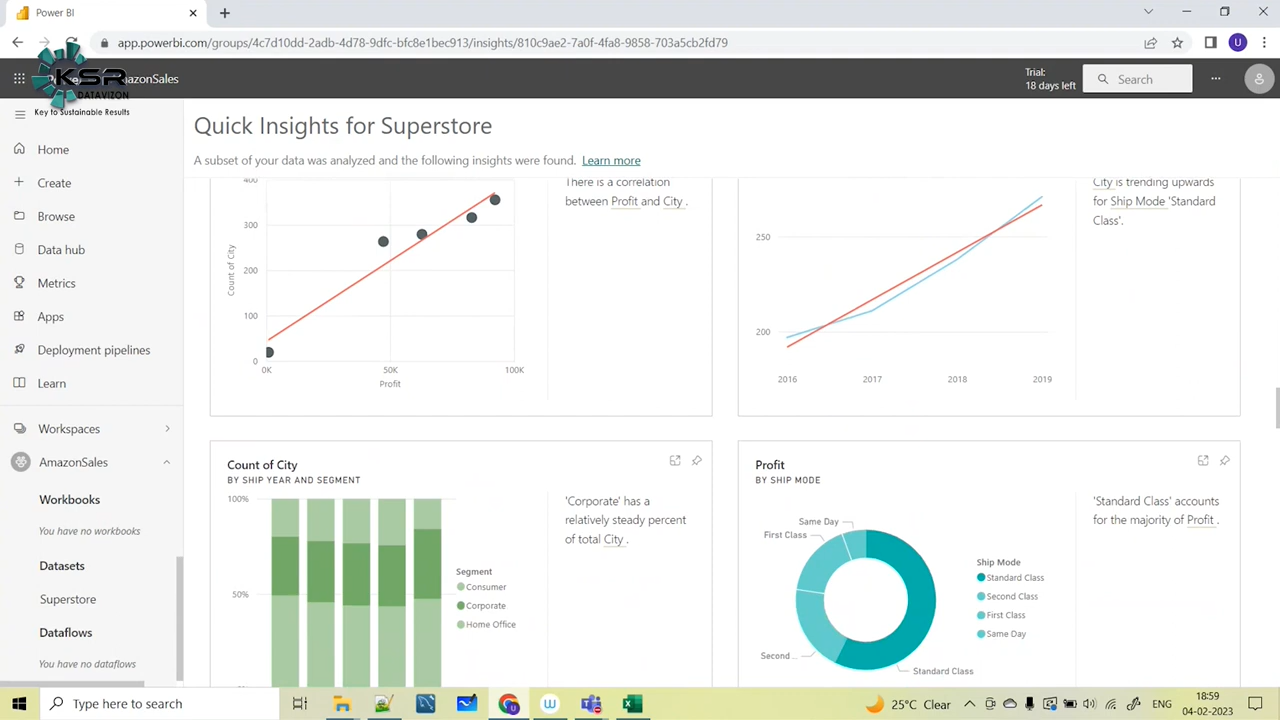 Power BI
app.powerbi.com/groups/4c7d10dd-2adb-4d78-9dfc-bfc8e1bec913/insights/810c9ae2-7a0f-4fa8-9858-703a5cb2fd79
KSR
DATAVIZON
Key to Sustainable Results
AmazonSales
Trial:
18 days left
Search
Home
Create
Browse
Data hub
Metrics
Apps
Deployment pipelines
Learn
Workspaces
AmazonSales
Workbooks
You have no workbooks
Datasets
Superstore
Dataflows
You have no dataflows
Quick Insights for Superstore
A subset of your data was analyzed and the following insights were found. Learn more
400
300
200
100
0
Count of City
0K
50K
100K
Profit
There is a correlation
between Profit and City .
250
200
2016
2017
2018
2019
City is trending upwards
for Ship Mode 'Standard
Class'.
Count of City
BY SHIP YEAR AND SEGMENT
100%
50%
Segment
Consumer
Corporate
Home Office
'Corporate' has a
relatively steady percent
of total City .
Profit
BY SHIP MODE
Same Day
First Class
Second ...
Standard Class
Ship Mode
Standard Class
Second Class
First Class
Same Day
'Standard Class' accounts
for the majority of Profit .
Type here to search
25°C Clear
ENG
18:59
04-02-2023